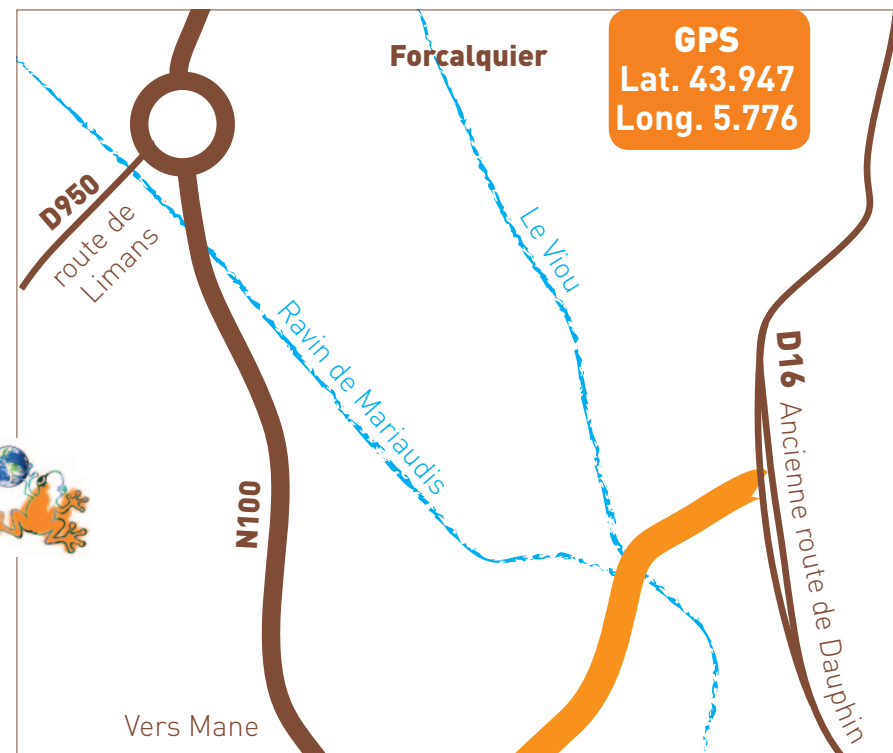 Forcalquier
GPS
Lat. 43.947
Long. 5.776
D950
route de
Limans
Le Viou
Ravin de Mariaudis
D16 Ancienne route de Dauphin
N100
Vers Mane